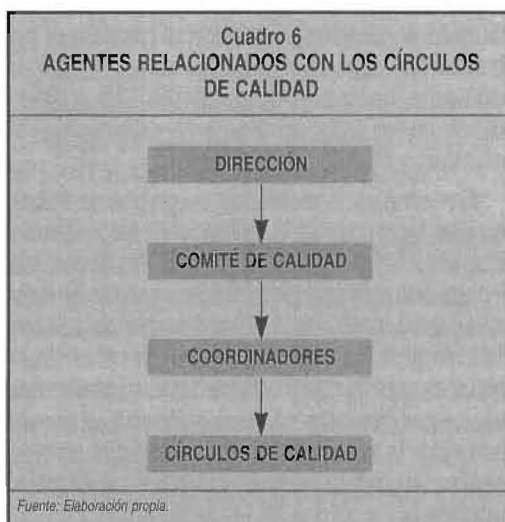 Cuadro 6
AGENTES RELACIONADOS CON LOS CÍRCULOS
DE CALIDAD
DIRECCIÓN
COMITÉ DE CALIDAD
COORDINADORES
CÍRCULOS DE CALIDAD
Fuente: Elaboración propia.